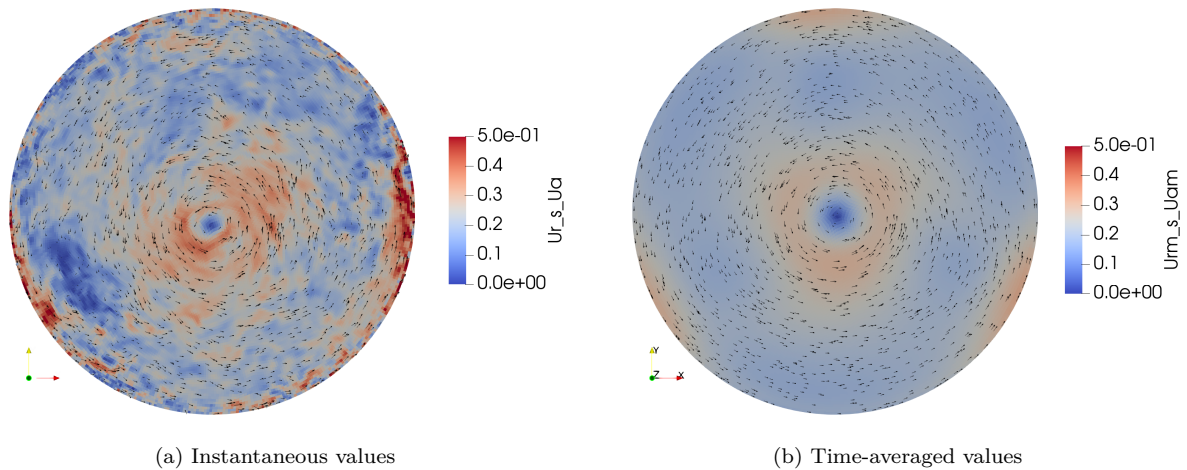 5.0e-01
0.4
0.3
0.2
0.1
0.0e+00
Ur_s_Ua
5.0e-01
0.4
0.3
0.2
0.1
0.0e+00
Urm_s_Uam
Y
Z
X
(a) Instantaneous values
(b) Time-averaged values